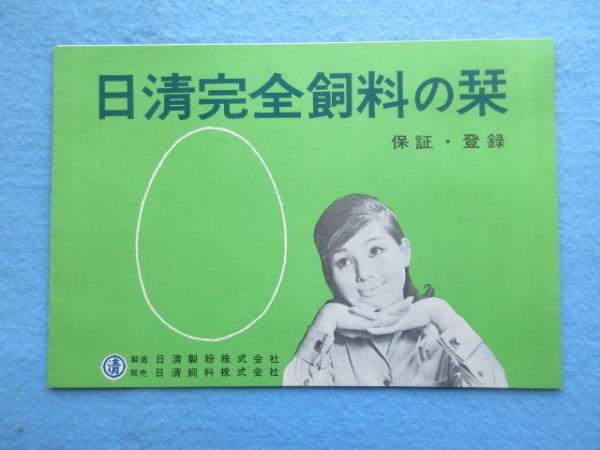 日清完全飼料の栞
保証・登録
清
製造 日清製粉株式会社
販売 日清飼料株式会社